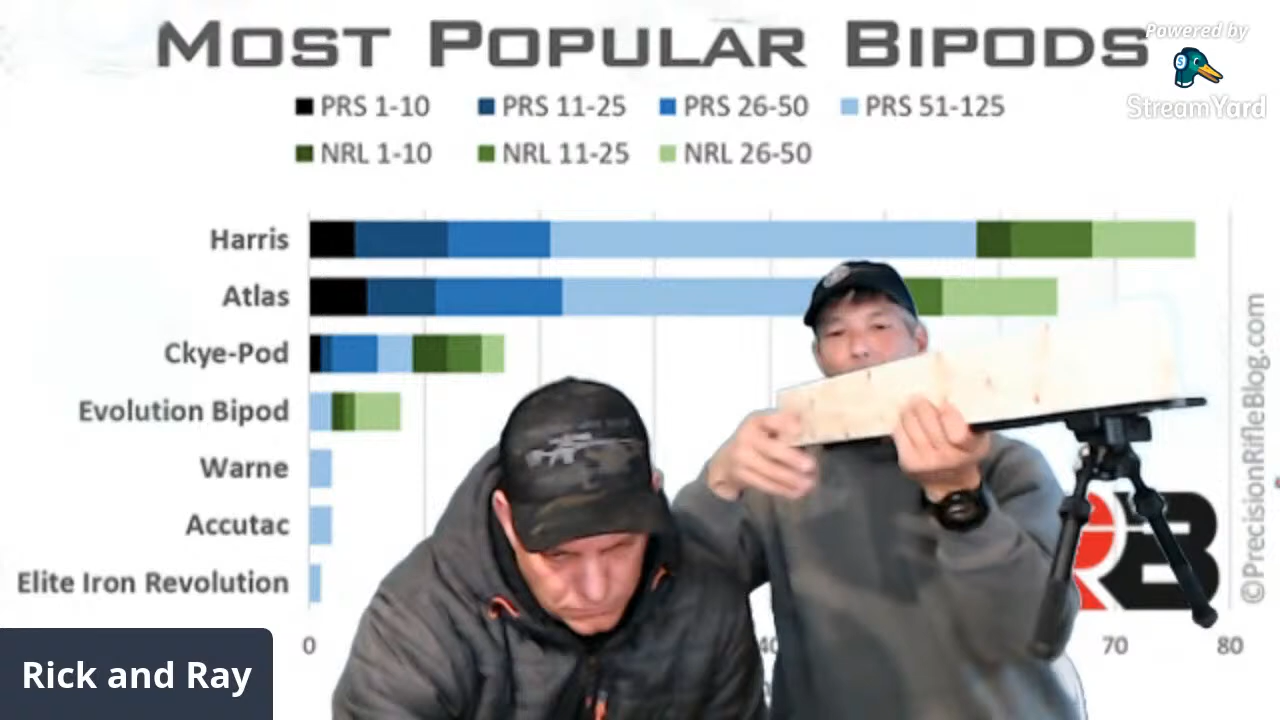 MOST POPULAR BIPODS
Powered by
S
StreamYard
PRS 1-10 PRS 11-25 PRS 26-50 PRS 51-125
NRL 1-10 NRL 11-25 NRL 26-50
Harris
Atlas
Ckye-Pod
Evolution Bipod
Warne
Accutac
Elite Iron Revolution
0 70 80
©PrecisionRifleBlog.com
Rick and Ray